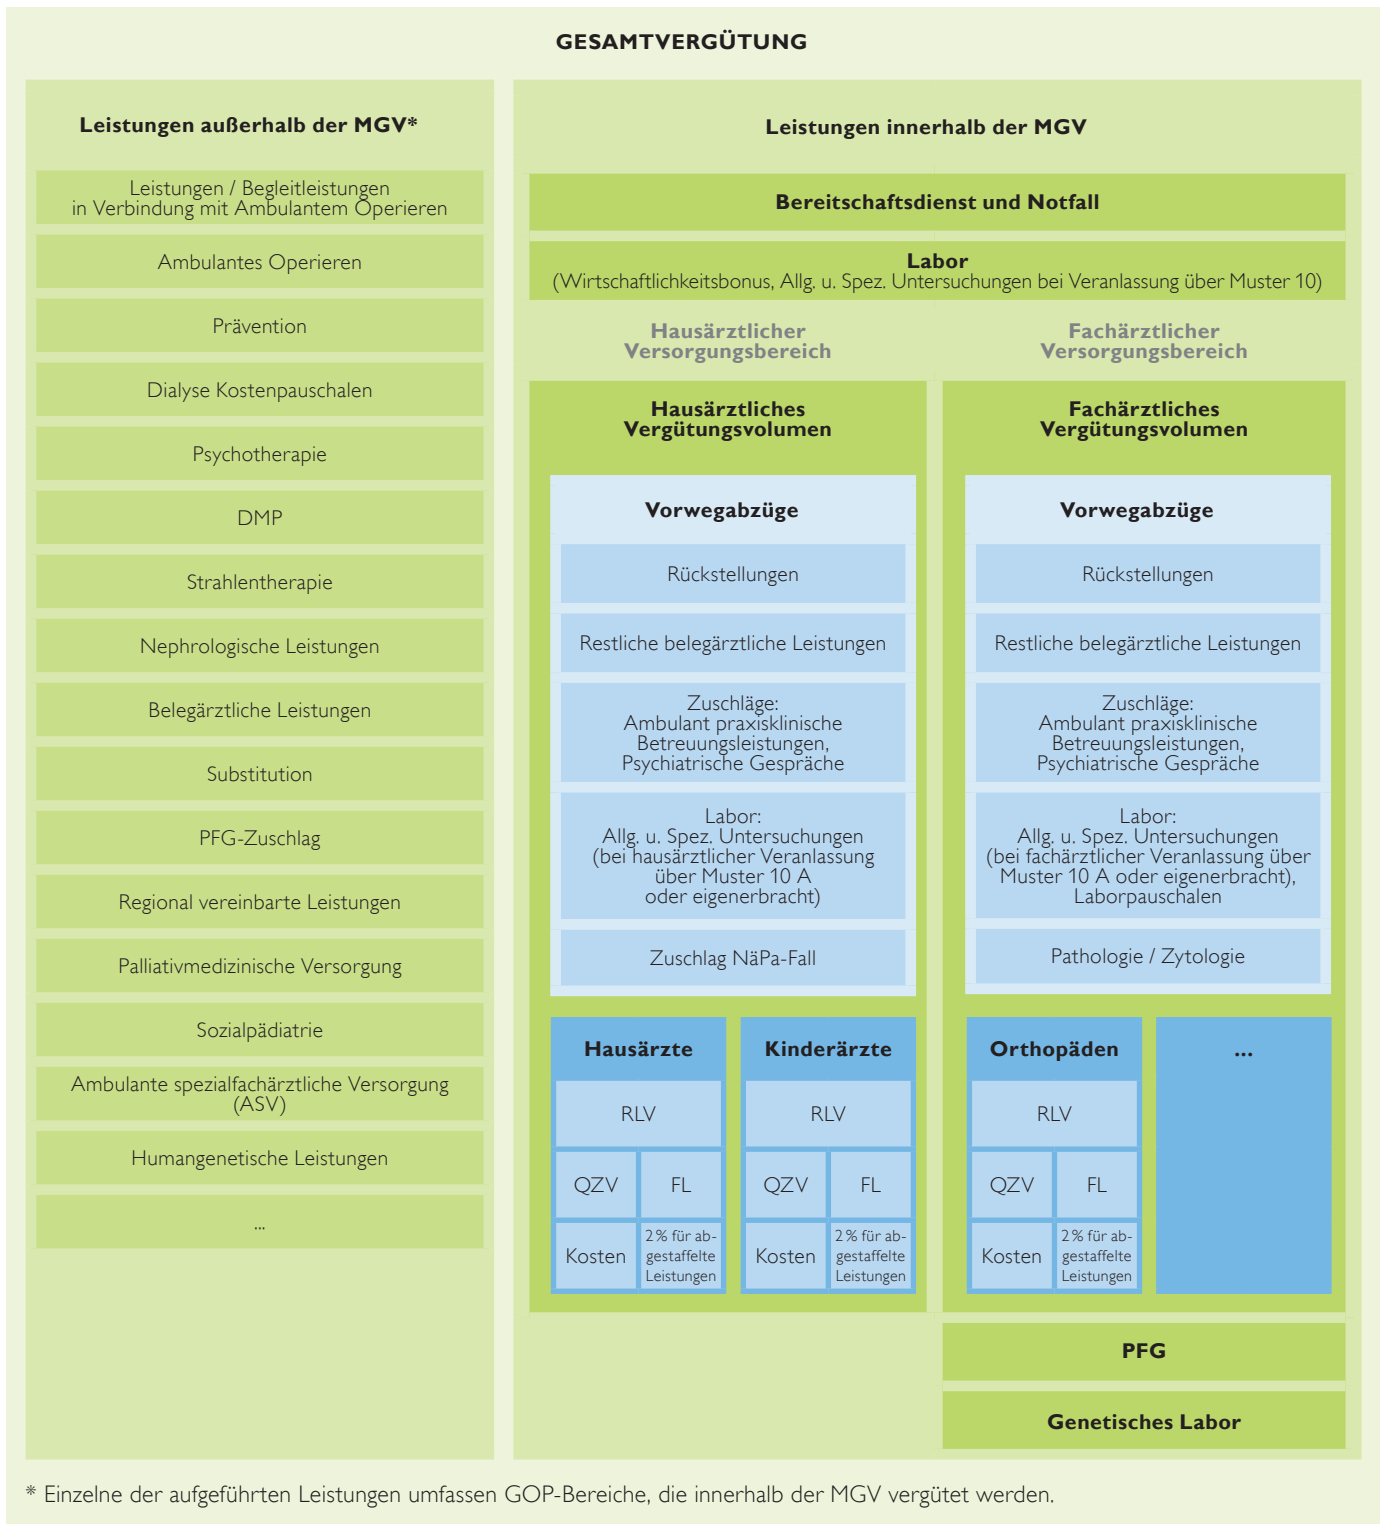 GESAMTVERGÜTUNG
Leistungen außerhalb der MGV*
Leistungen / Begleitleistungen
in Verbindung mit Ambulantem Operieren
Ambulantes Operieren
Prävention
Dialyse Kostenpauschalen
Psychotherapie
DMP
Strahlentherapie
Nephrologische Leistungen
Belegärztliche Leistungen
Substitution
PFG-Zuschlag
Regional vereinbarte Leistungen
Palliativmedizinische Versorgung
Sozialpädiatrie
Ambulante spezialfachärztliche Versorgung
(ASV)
Humangenetische Leistungen
...
Leistungen innerhalb der MGV
Bereitschaftsdienst und Notfall
Labor
(Wirtschaftlichkeitsbonus, Allg. u. Spez. Untersuchungen bei Veranlassung über Muster 10)
Hausärztlicher
Versorgungsbereich
Hausärztliches
Vergütungsvolumen
Vorwegabzüge
Rückstellungen
Restliche belegärztliche Leistungen
Zuschläge:
Ambulant praxisklinische
Betreuungsleistungen,
Psychiatrische Gespräche
Labor:
Allg. u. Spez. Untersuchungen
(bei hausärztlicher Veranlassung
über Muster 10 A
oder eigenerbracht)
Zuschlag NäPa-Fall
Hausärzte
RLV
QZV
FL
Kosten
2 % für ab-
gestaffelte
Leistungen
Kinderärzte
RLV
QZV
FL
Kosten
2 % für ab-
gestaffelte
Leistungen
Fachärztlicher
Versorgungsbereich
Fachärztliches
Vergütungsvolumen
Vorwegabzüge
Rückstellungen
Restliche belegärztliche Leistungen
Zuschläge:
Ambulant praxisklinische
Betreuungsleistungen,
Psychiatrische Gespräche
Labor:
Allg. u. Spez. Untersuchungen
(bei fachärztlicher Veranlassung über
Muster 10 A oder eigenerbracht),
Laborpauschalen
Pathologie / Zytologie
Orthopäden
RLV
QZV
FL
Kosten
2 % für ab-
gestaffelte
Leistungen
...
PFG
Genetisches Labor
* Einzelne der aufgeführten Leistungen umfassen GOP-Bereiche, die innerhalb der MGV vergütet werden.